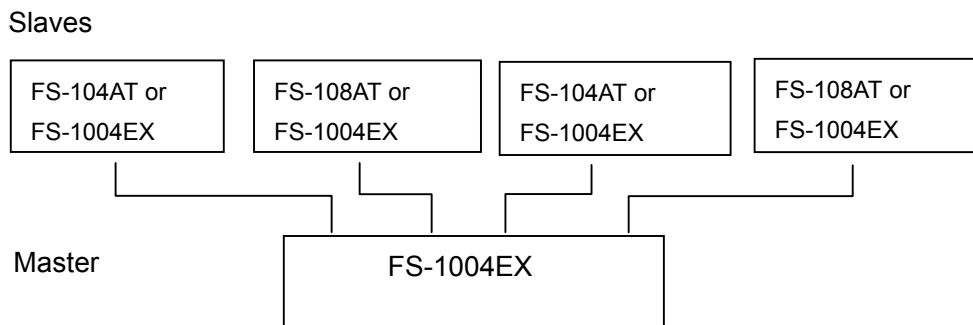 Slaves
FS-104AT or
FS-1004EX
FS-108AT or
FS-1004EX
FS-104AT or
FS-1004EX
FS-108AT or
FS-1004EX
Master
FS-1004EX